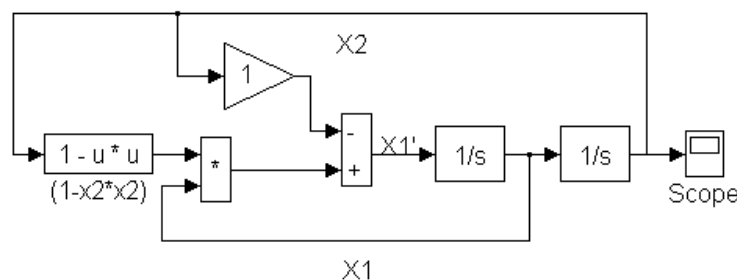 X2
1
-
+
1 - u * u
(1-x2*x2)
*
X1'
1/s
1/s
Scope
X1